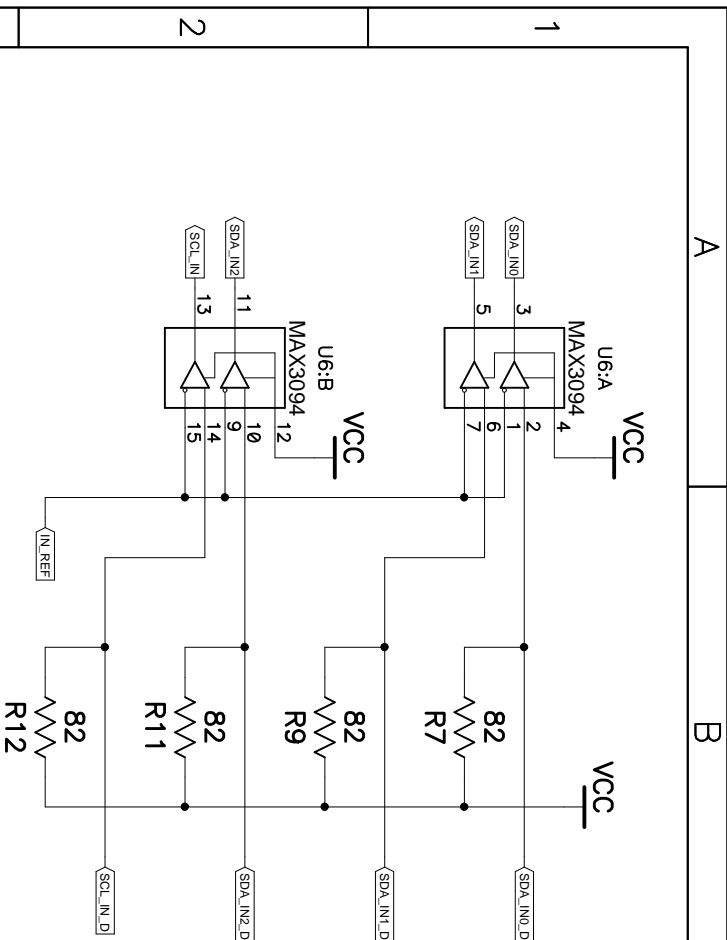 A
B
1
2
U6:A
MAX3094
VCC
SDA_IN0
SDA_IN1
3
5
4
2
1
6
7
U6:B
MAX3094
VCC
SDA_IN2
SCL_IN
11
13
12
10
9
14
15
IN_REF
VCC
82
R7
82
R9
82
R11
82
R12
SDA_IN0_D
SDA_IN1_D
SDA_IN2_D
SCL_IN_D